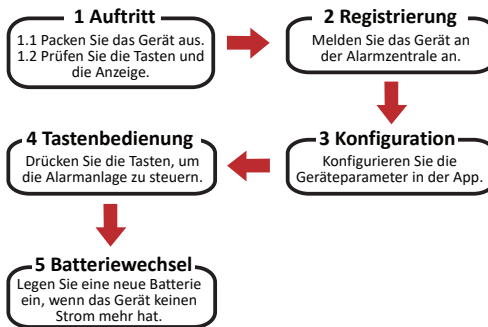 1 Auftritt
1.1 Packen Sie das Gerät aus.
1.2 Prüfen Sie die Tasten und
die Anzeige.
2 Registrierung
Melden Sie das Gerät an
der Alarmzentrale an.
3 Konfiguration
Konfigurieren Sie die
Geräteparameter in der App.
4 Tastenbedienung
Drücken Sie die Tasten, um
die Alarmanlage zu steuern.
5 Batteriewechsel
Legen Sie eine neue Batterie
ein, wenn das Gerät keinen
Strom mehr hat.